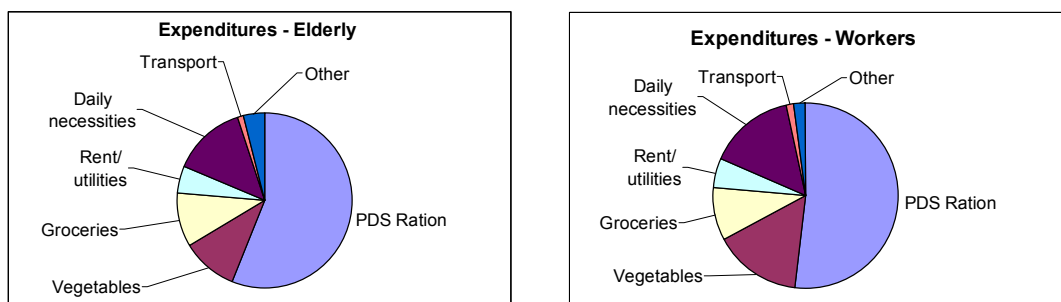 Expenditures - Elderly
Transport
Other
Daily
necessities
Rent/
utilities
PDS Ration
Groceries
Vegetables
Expenditures - Workers
Transport
Other
Daily
necessities
Rent/
utilities
PDS Ration
Groceries
Vegetables